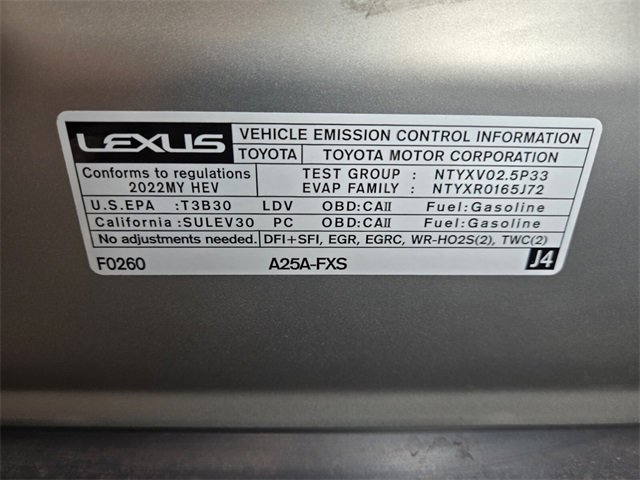 LEXUS VEHICLE EMISSION CONTROL INFORMATION
TOYOTA TOYOTA MOTOR CORPORATION
Conforms to regulations
2022MY HEV
TEST GROUP : NTYXV02.5P33
EVAP FAMILY : NTYXR0165J72
U.S.EPA :T3B30 LDV OBD:CAII Fuel:Gasoline
California :SULEV30 PC OBD:CAII Fuel:Gasoline
No adjustments needed. DFI+SFI, EGR, EGRC, WR-HO2S(2), TWC(2)
F0260 A25A-FXS J4